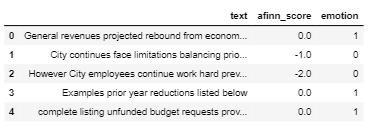 text afinn_score emotion
0 General revenues projected rebound from econom... 0.0 1
1 City continues face limitations balancing prio... -1.0 0
2 However City employees continue work hard prev... -2.0 0
3 Examples prior year reductions listed below 0.0 1
4 complete listing unfunded budget requests prov... 0.0 1